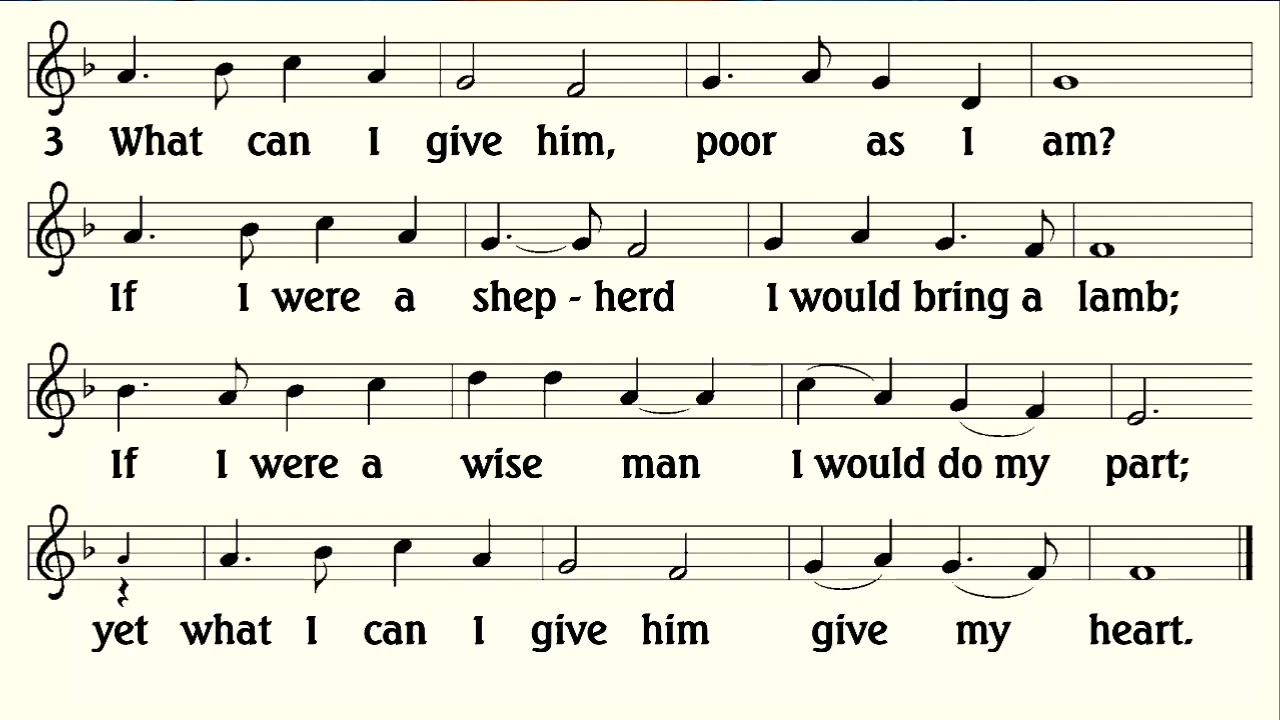 3 What can I give him, poor as I am?
If I were a shep - herd I would bring a lamb;
If I were a wise man I would do my part;
yet what I can I give him give my heart.